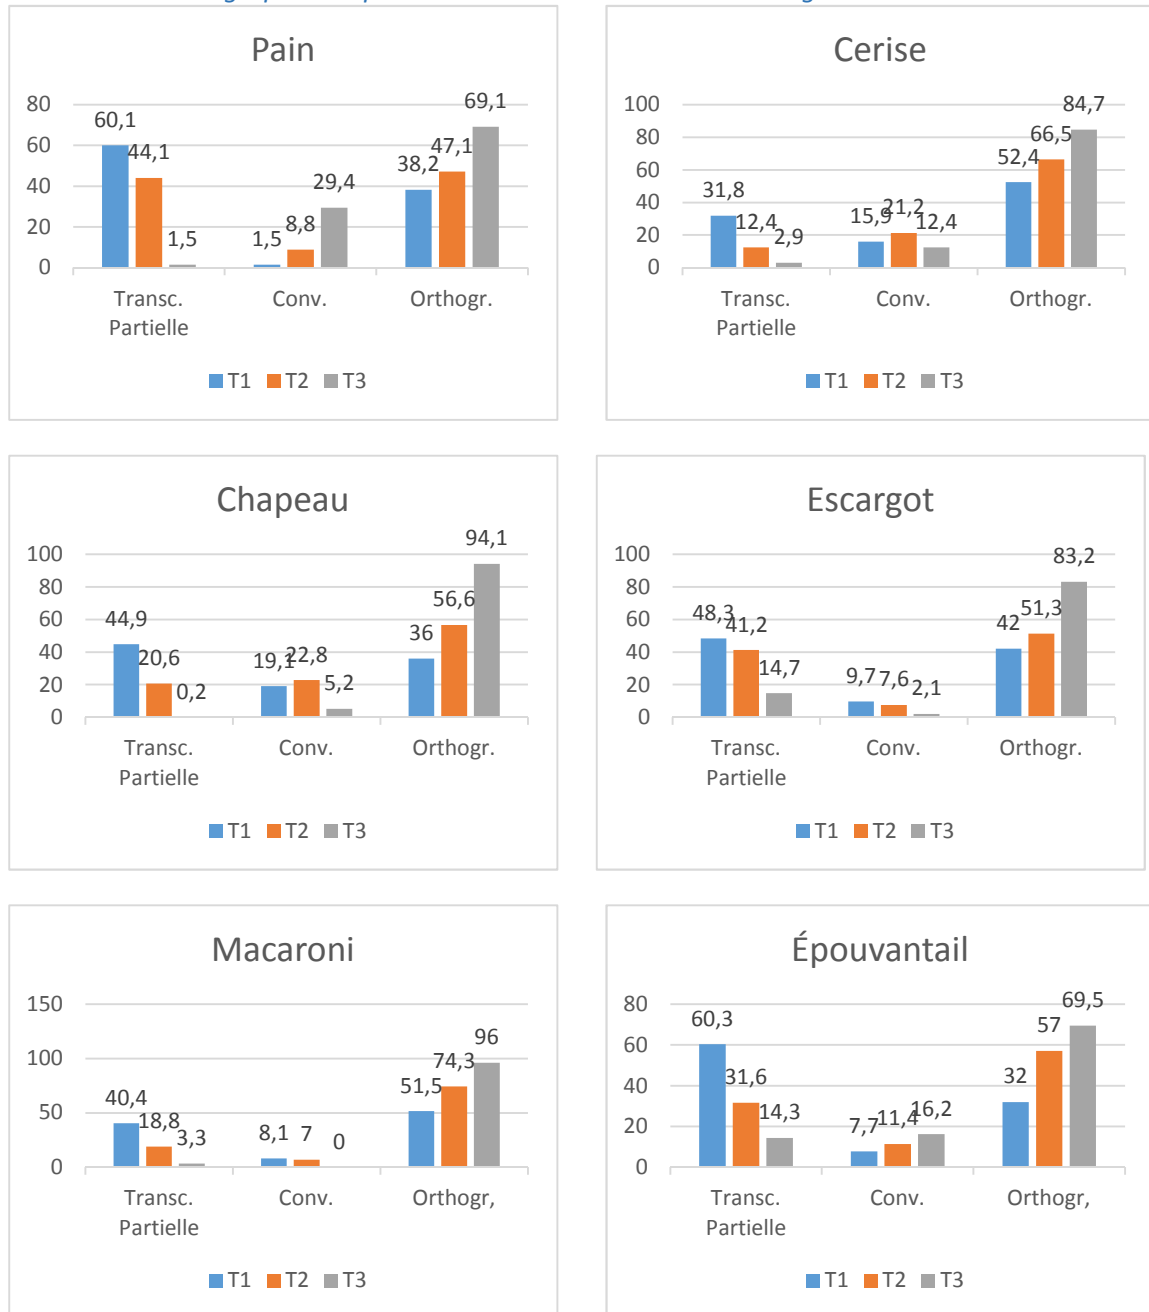 Pain
80
60
40
20
0
60,1
44,1
1,5
1,5
8,8
29,4
38,2
47,1
69,1
Transc. Partielle
Conv.
Orthogr.
T1 T2 T3
Cerise
100
80
60
40
20
0
31,8
12,4
2,9
15,9
21,2
12,4
52,4
66,5
84,7
Transc. Partielle
Conv.
Orthogr.
T1 T2 T3
Chapeau
100
80
60
40
20
0
44,9
20,6
0,2
19,1
22,8
5,2
36
56,6
94,1
Transc. Partielle
Conv.
Orthogr.
T1 T2 T3
Escargot
100
80
60
40
20
0
48,3
41,2
14,7
9,7
7,6
2,1
42
51,3
83,2
Transc. Partielle
Conv.
Orthogr.
T1 T2 T3
Macaroni
150
100
50
0
40,4
18,8
3,3
8,1
7
0
51,5
74,3
96
Transc. Partielle
Conv.
Orthogr,
T1 T2 T3
Épouvantail
80
60
40
20
0
60,3
31,6
14,3
7,7
11,4
16,2
32
57
69,5
Transc. Partielle
Conv.
Orthogr,
T1 T2 T3